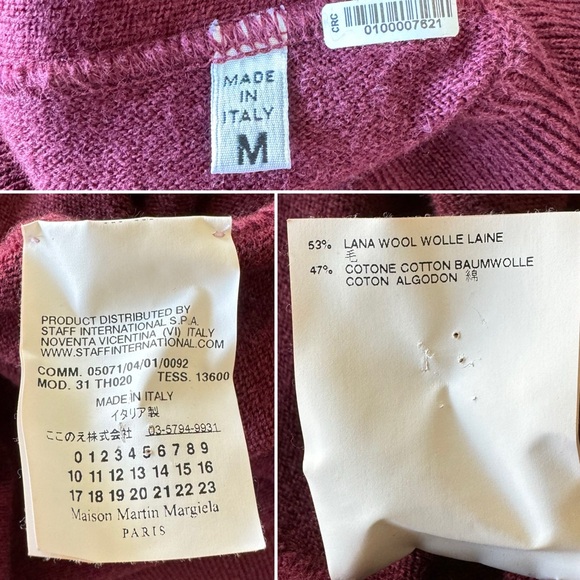 CRC
0100007621
MADE
IN
ITALY
M
PRODUCT DISTRIBUTED BY
STAFF INTERNATIONAL S.P.A.
NOVENTA VICENTINA (VI) ITALY
WWW.STAFFINTERNATIONAL.COM
COMM. 05071/04/01/0092
MOD. 31 TH020 TESS. 13600
MADE IN ITALY
イタリア製
ここのえ株式会社 03-5794-9931
0 1 2 3 4 5 6 7 8 9
10 11 12 13 14 15 16
17 18 19 20 21 22 23
Maison Martin Margiela
PARIS
53% LANA WOOL WOLLE LAINE
毛
47% COTONE COTTON BAUMWOLLE
COTON ALGODON 綿